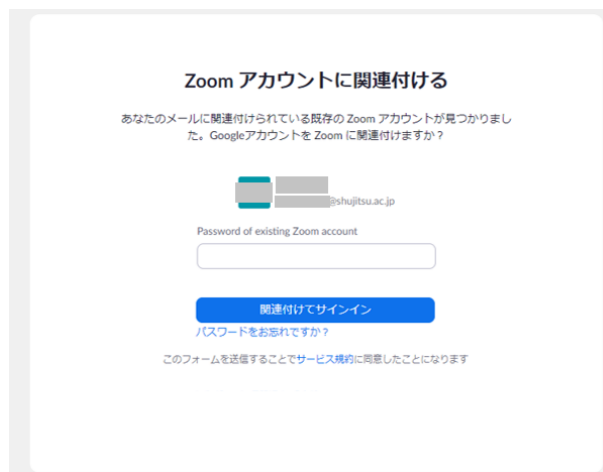 Zoom アカウントに関連付ける
あなたのメールに関連付けられている既存の Zoom アカウントが見つかりまし
た。Googleアカウントを Zoom に関連付けますか？
@shujitsu.ac.jp
Password of existing Zoom account
関連付けてサインイン
パスワードをお忘れですか？
このフォームを送信することでサービス規約に同意したことになります